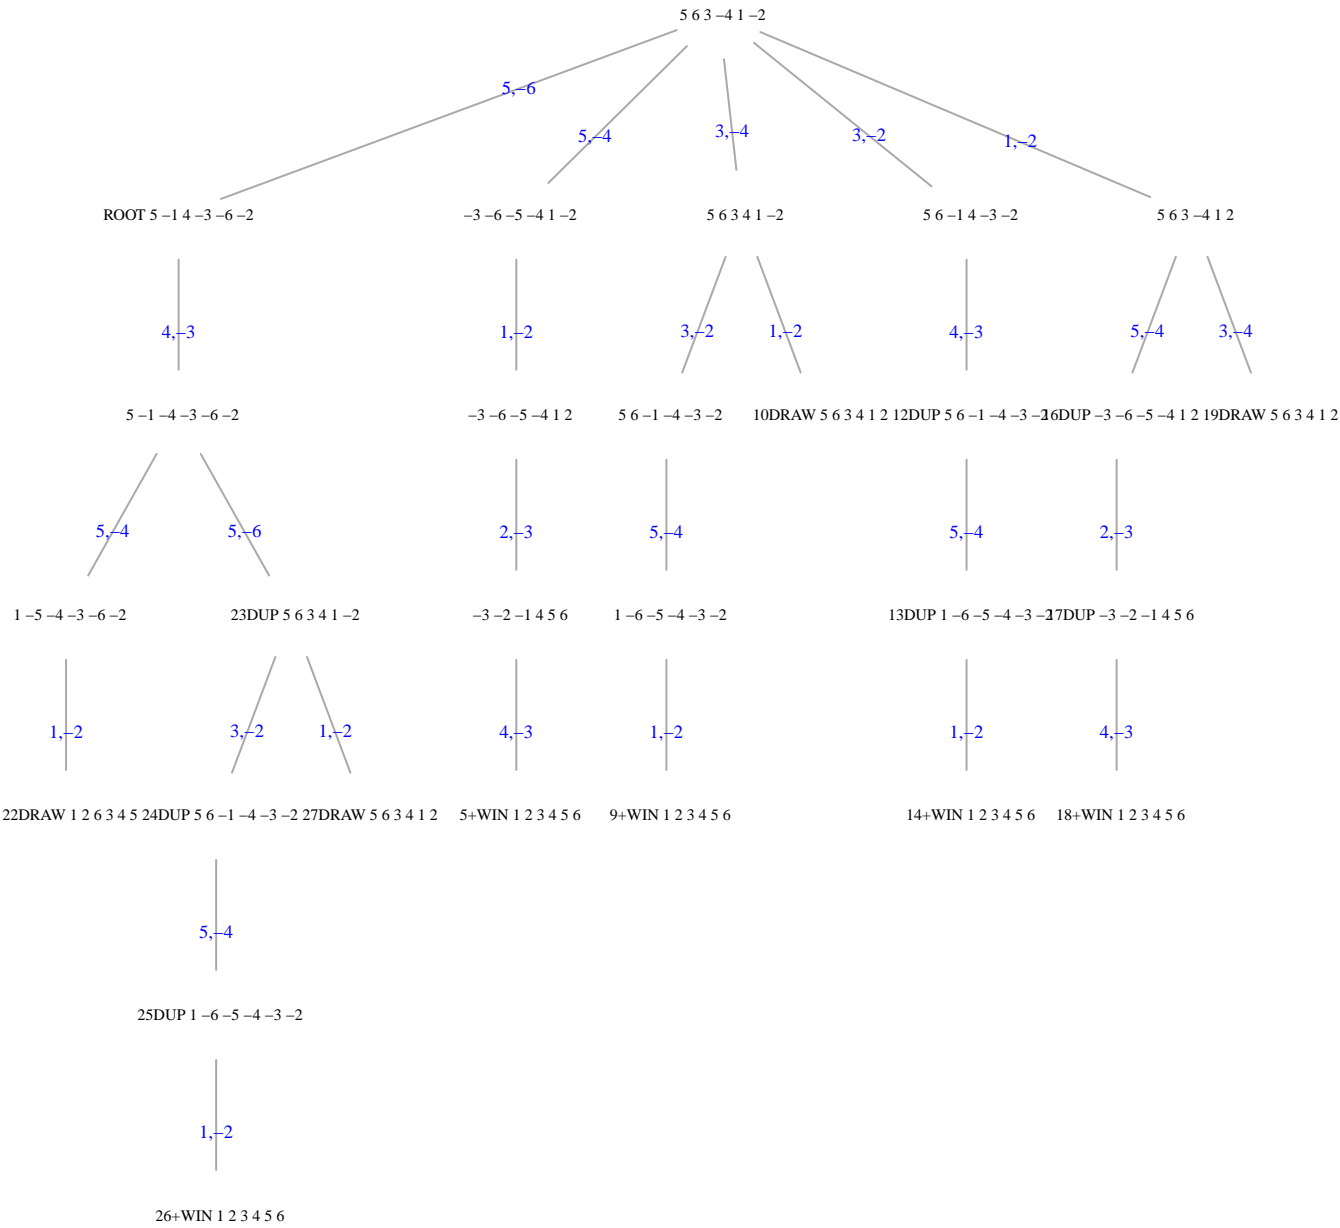 5 6 3 –4 1 –2
5,–6
5,–4
3,–4
3,–2
1,–2
ROOT 5 –1 4 –3 –6 –2
–3 –6 –5 –4 1 –2
5 6 3 4 1 –2
5 6 –1 4 –3 –2
5 6 3 –4 1 2
4,–3
1,–2
3,–2
1,–2
4,–3
5,–4
3,–4
5 –1 –4 –3 –6 –2
–3 –6 –5 –4 1 2
5 6 –1 –4 –3 –2
10DRAW 5 6 3 4 1 2
12DUP 5 6 –1 –4 –3 –2
16DUP –3 –6 –5 –4 1 2
19DRAW 5 6 3 4 1 2
5,–4
5,–6
2,–3
5,–4
5,–4
2,–3
1 –5 –4 –3 –6 –2
23DUP 5 6 3 4 1 –2
–3 –2 –1 4 5 6
1 –6 –5 –4 –3 –2
13DUP 1 –6 –5 –4 –3 –2
17DUP –3 –2 –1 4 5 6
1,–2
3,–2
1,–2
4,–3
1,–2
1,–2
4,–3
22DRAW 1 2 6 3 4 5
24DUP 5 6 –1 –4 –3 –2
27DRAW 5 6 3 4 1 2
5+WIN 1 2 3 4 5 6
9+WIN 1 2 3 4 5 6
14+WIN 1 2 3 4 5 6
18+WIN 1 2 3 4 5 6
5,–4
25DUP 1 –6 –5 –4 –3 –2
1,–2
26+WIN 1 2 3 4 5 6